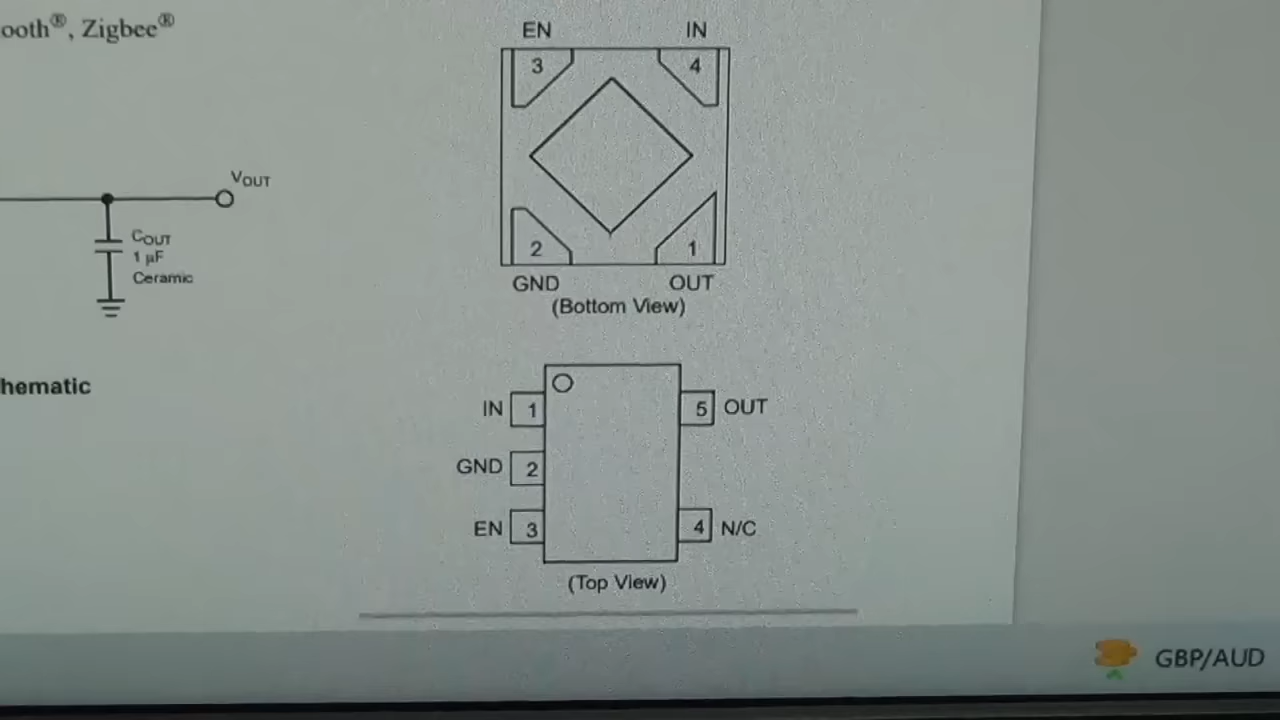 ooth®, Zigbee®
EN IN
3 4
2 1
GND OUT
(Bottom View)
VOUT
COUT
1 µF
Ceramic
hematic
IN 1 5 OUT
GND 2
EN 3 4 N/C
(Top View)
GBP/AUD